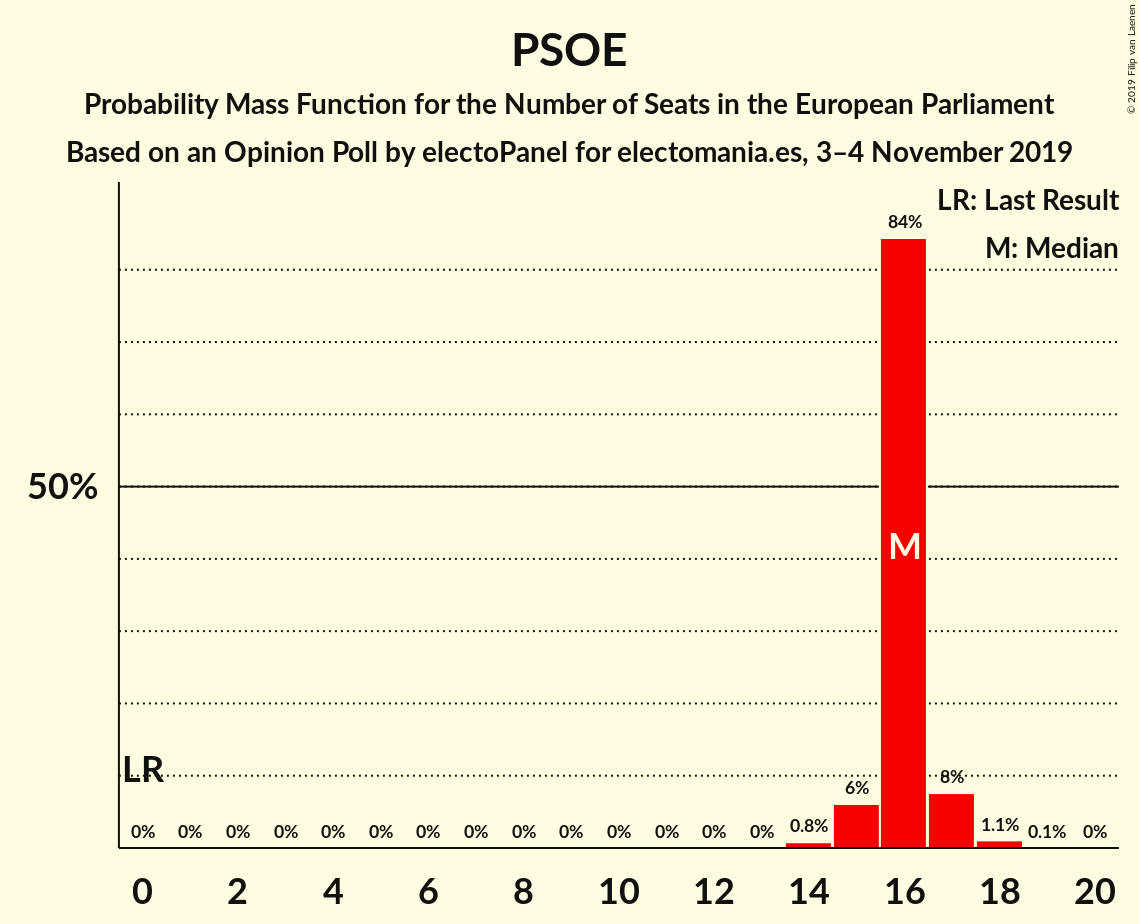 PSOE
Probability Mass Function for the Number of Seats in the European Parliament
Based on an Opinion Poll by electoPanel for electomania.es, 3–4 November 2019
© 2019 Filip van Laenen
LR: Last Result
M: Median
84%
50%
M
LR
8%
6%
0% 0% 0% 0% 0% 0% 0% 0% 0% 0% 0% 0% 0% 0% 0.8% 1.1% 0.1% 0%
0 2 4 6 8 10 12 14 16 18 20